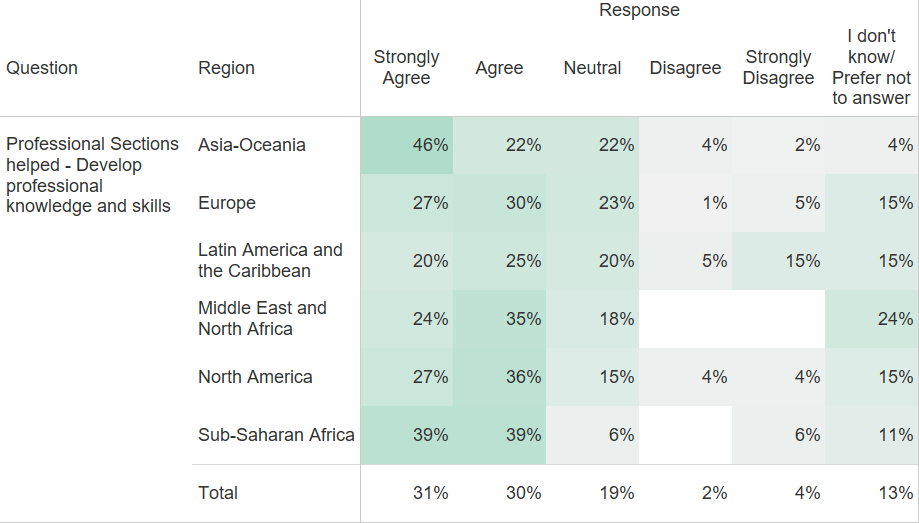 Response
Question Region Strongly Agree Agree Neutral Disagree Strongly Disagree I don't know/ Prefer not to answer
Professional Sections helped - Develop professional knowledge and skills
Asia-Oceania 46% 22% 22% 4% 2% 4%
Europe 27% 30% 23% 1% 5% 15%
Latin America and the Caribbean 20% 25% 20% 5% 15% 15%
Middle East and North Africa 24% 35% 18% 24%
North America 27% 36% 15% 4% 4% 15%
Sub-Saharan Africa 39% 39% 6% 6% 11%
Total 31% 30% 19% 2% 4% 13%